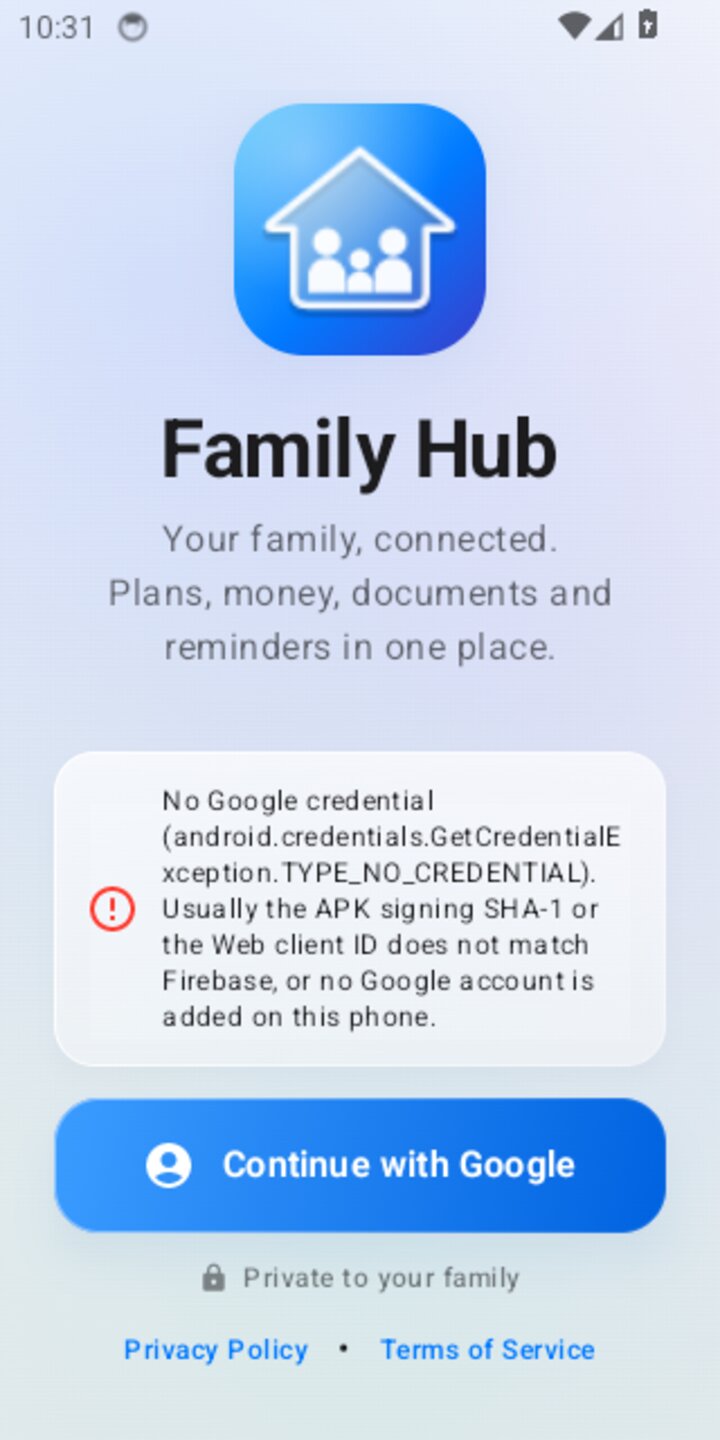 10:31
Family Hub
Your family, connected.
Plans, money, documents and
reminders in one place.
No Google credential
(android.credentials.GetCredentialE
xception.TYPE_NO_CREDENTIAL).
Usually the APK signing SHA-1 or
the Web client ID does not match
Firebase, or no Google account is
added on this phone.
Continue with Google
Private to your family
Privacy Policy • Terms of Service